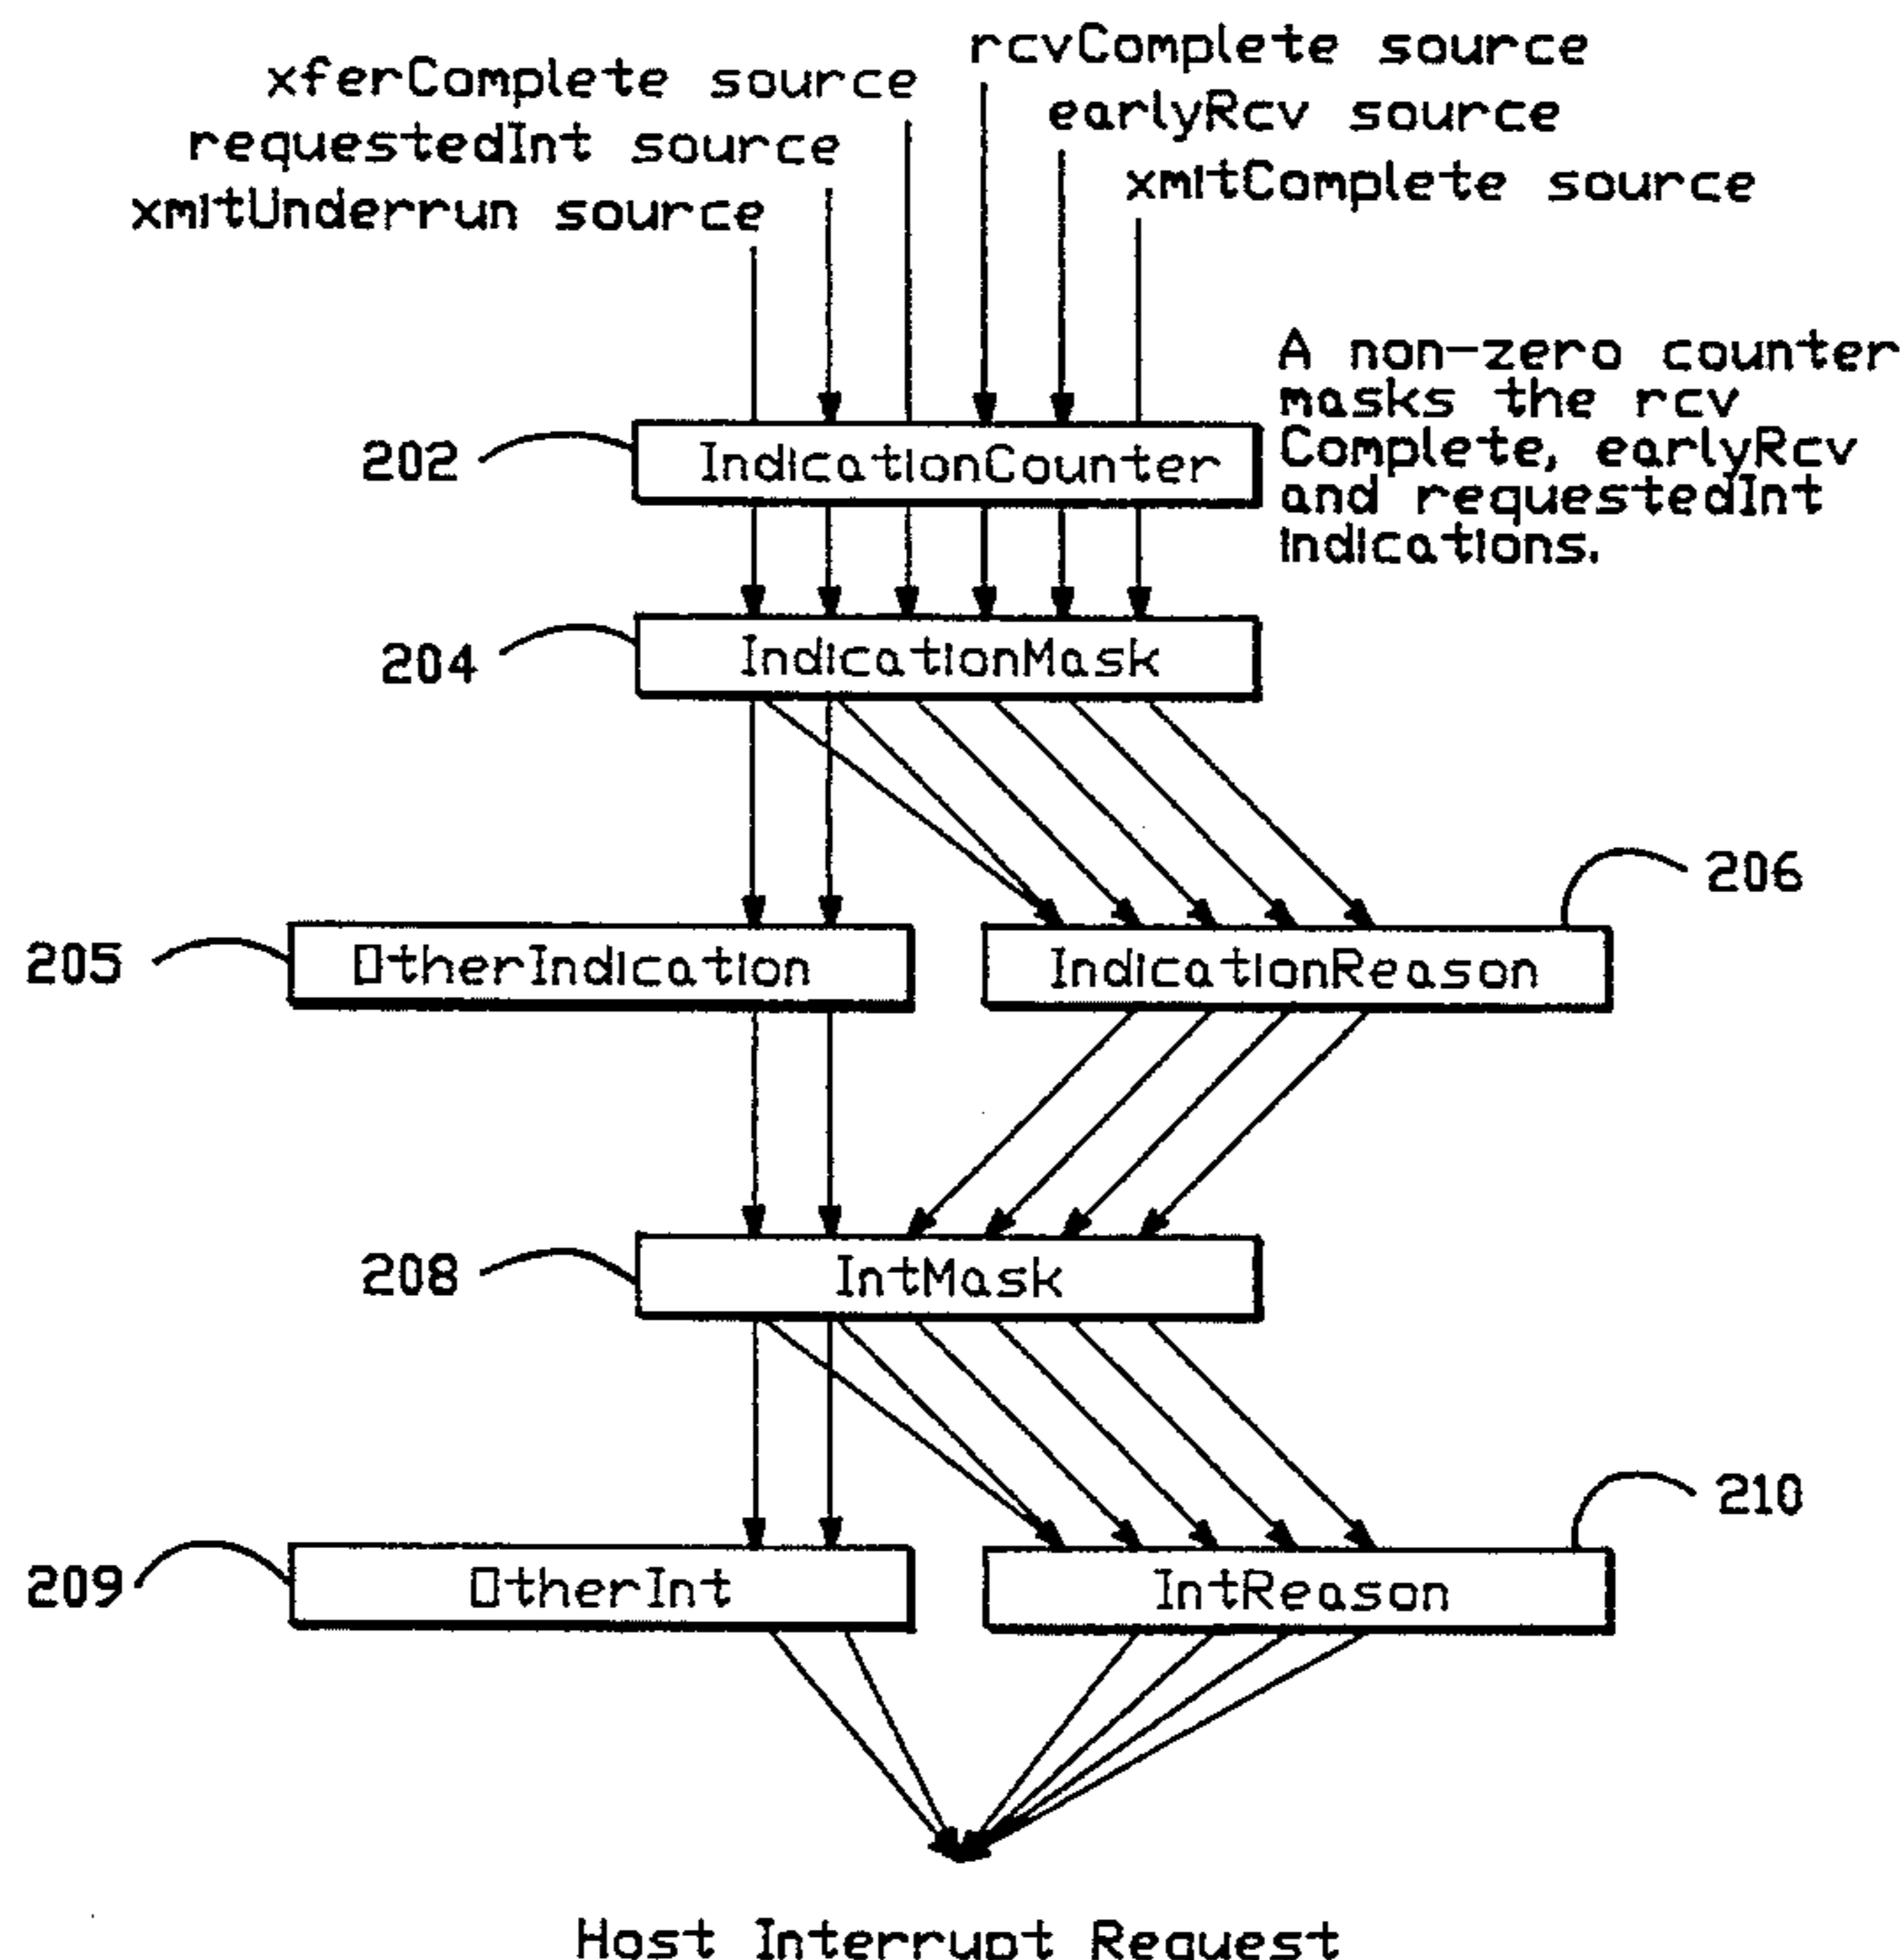 xferComplete source
requestedInt source
xmitUnderrun source
rcvComplete source
earlyRcv source
xmitComplete source
A non-zero counter
masks the rcv
Complete, earlyRcv
and requestedInt
indications.
202
IndicationCounter
204
IndicationMask
206
205
OtherIndication
IndicationReason
208
IntMask
210
209
OtherInt
IntReason
Host Interrupt Request